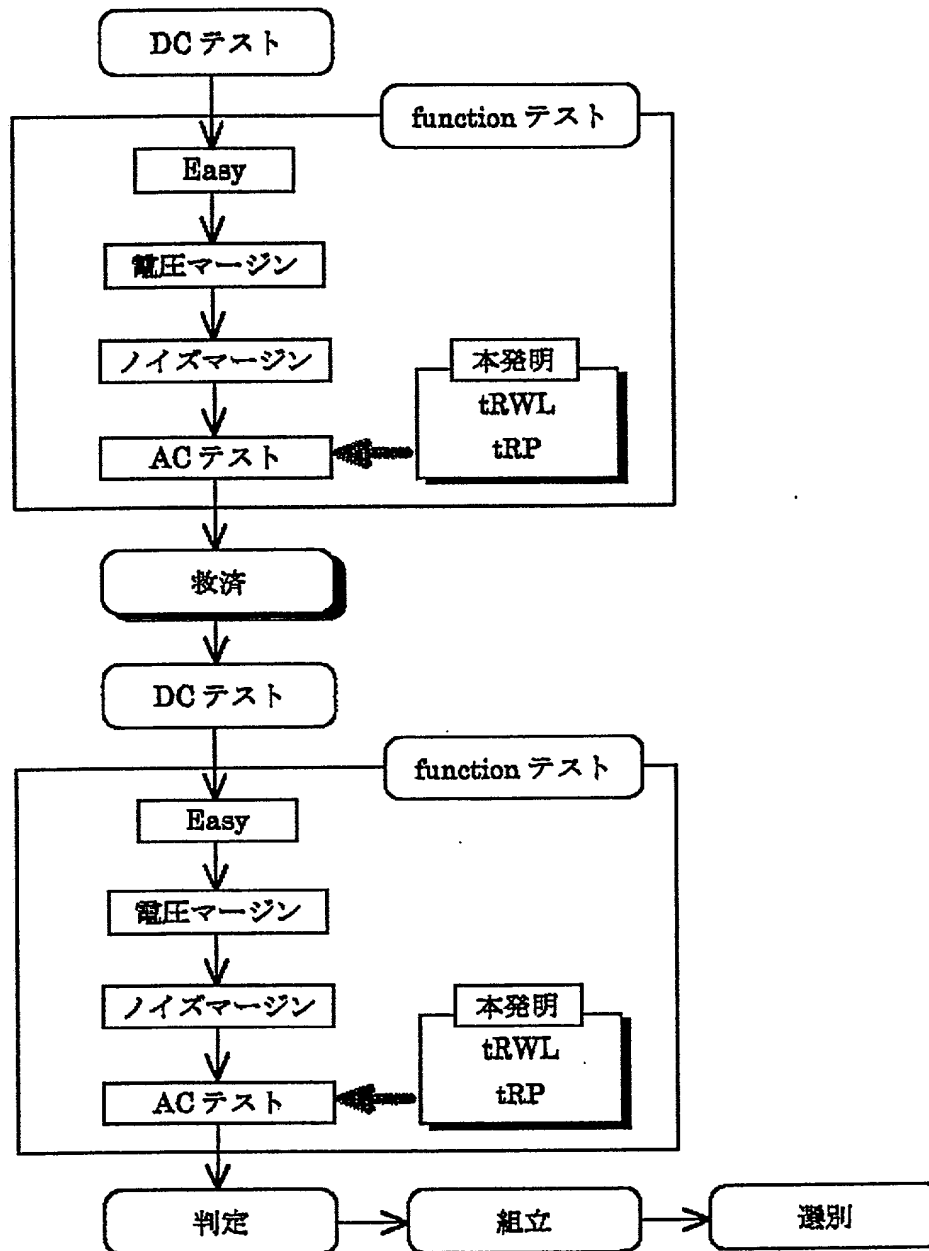 DCテスト
functionテスト
Easy
電圧マージン
ノイズマージン
本発明
tRWL
tRP
ACテスト
救済
DCテスト
functionテスト
Easy
電圧マージン
ノイズマージン
本発明
tRWL
tRP
ACテスト
判定
組立
選別